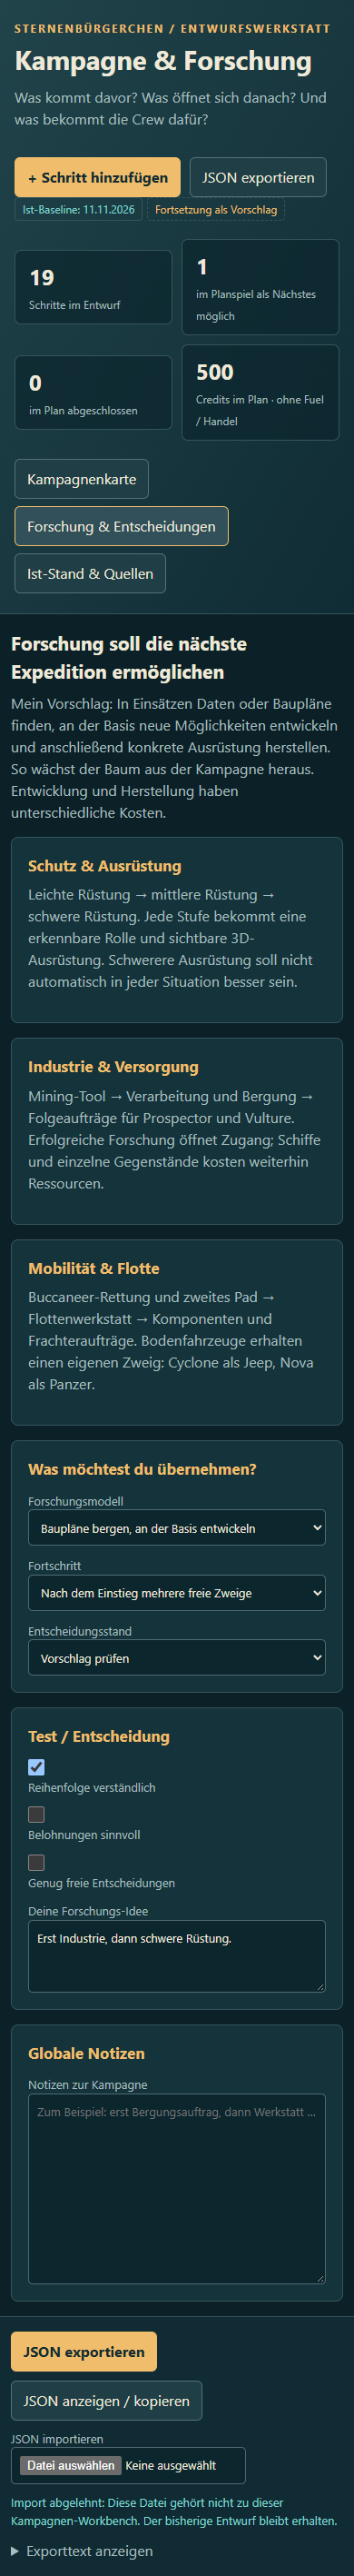 STERNENBÜRGERCHEN / ENTWURFSWERKSTATT
Kampagne & Forschung
Was kommt davor? Was öffnet sich danach? Und
was bekommt die Crew dafür?
+ Schritt hinzufügen
JSON exportieren
Ist-Baseline: 11.11.2026
Fortsetzung als Vorschlag
19
Schritte im Entwurf
1
im Planspiel als Nächstes
möglich
0
im Plan abgeschlossen
500
Credits im Plan · ohne Fuel
/ Handel
Kampagnenkarte
Forschung & Entscheidungen
Ist-Stand & Quellen
Forschung soll die nächste
Expedition ermöglichen
Mein Vorschlag: In Einsätzen Daten oder Baupläne
finden, an der Basis neue Möglichkeiten entwickeln
und anschließend konkrete Ausrüstung herstellen.
So wächst der Baum aus der Kampagne heraus.
Entwicklung und Herstellung haben
unterschiedliche Kosten.
Schutz & Ausrüstung
Leichte Rüstung → mittlere Rüstung →
schwere Rüstung. Jede Stufe bekommt eine
erkennbare Rolle und sichtbare 3D-
Ausrüstung. Schwerere Ausrüstung soll nicht
automatisch in jeder Situation besser sein.
Industrie & Versorgung
Mining-Tool → Verarbeitung und Bergung →
Folgeaufträge für Prospector und Vulture.
Erfolgreiche Forschung öffnet Zugang; Schiffe
und einzelne Gegenstände kosten weiterhin
Ressourcen.
Mobilität & Flotte
Buccaneer-Rettung und zweites Pad →
Flottenwerkstatt → Komponenten und
Frachteraufträge. Bodenfahrzeuge erhalten
einen eigenen Zweig: Cyclone als Jeep, Nova
als Panzer.
Was möchtest du übernehmen?
Forschungsmodell
Baupläne bergen, an der Basis entwickeln
Fortschritt
Nach dem Einstieg mehrere freie Zweige
Entscheidungsstand
Vorschlag prüfen
Test / Entscheidung
Reihenfolge verständlich
Belohnungen sinnvoll
Genug freie Entscheidungen
Deine Forschungs-Idee
Erst Industrie, dann schwere Rüstung.
Globale Notizen
Notizen zur Kampagne
Zum Beispiel: erst Bergungsauftrag, dann Werkstatt ...
JSON exportieren
JSON anzeigen / kopieren
JSON importieren
Datei auswählen Keine ausgewählt
Import abgelehnt: Diese Datei gehört nicht zu dieser
Kampagnen-Workbench. Der bisherige Entwurf bleibt erhalten.
Exporttext anzeigen